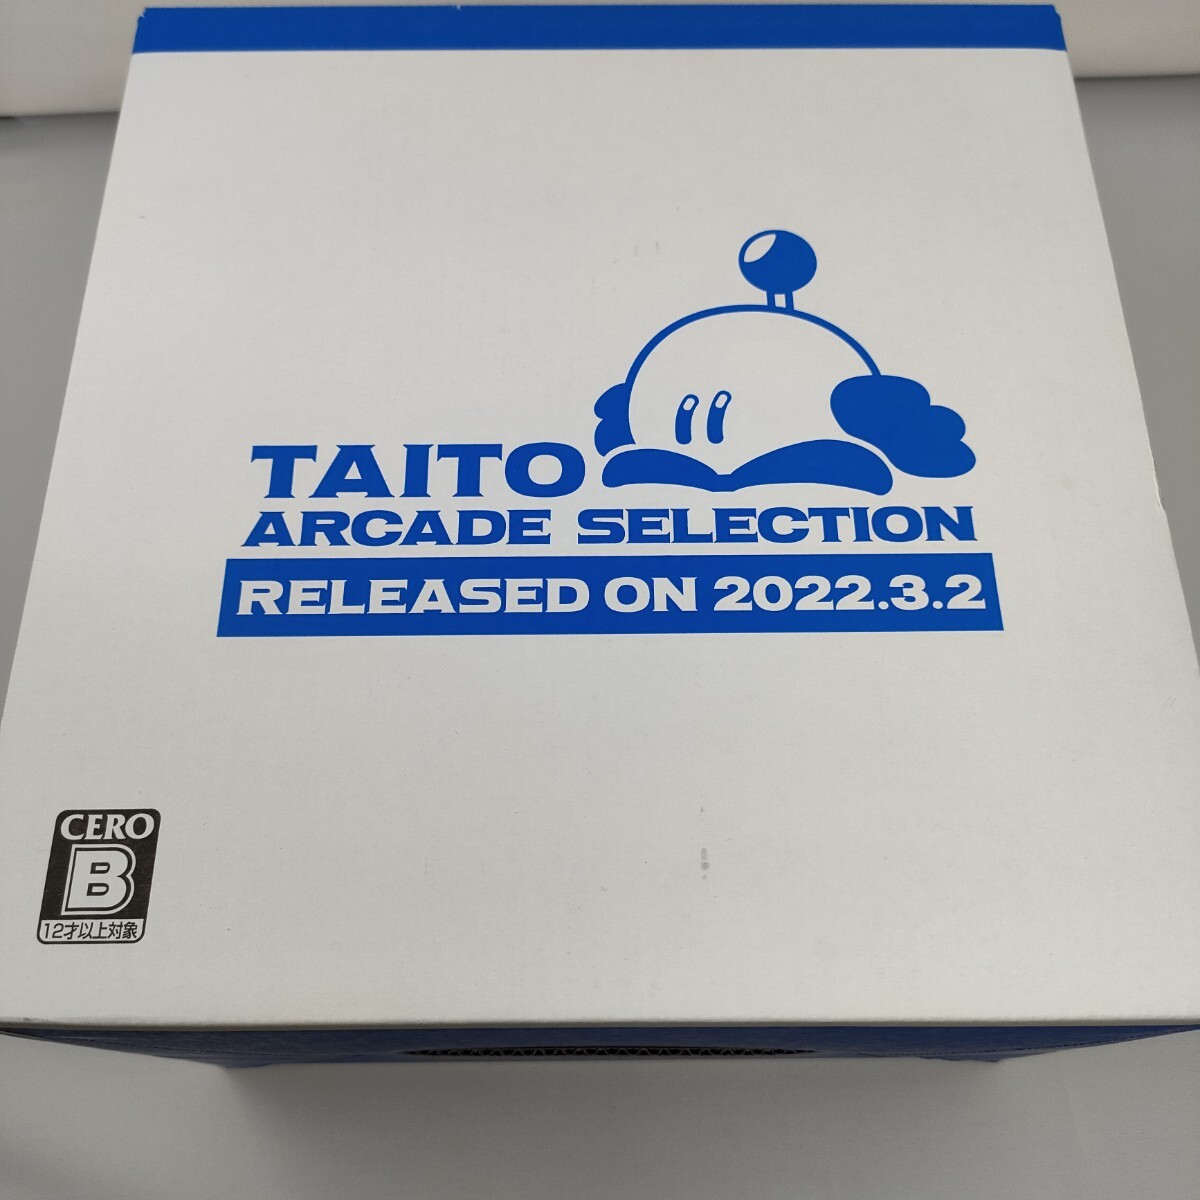 TAITO
ARCADE SELECTION
RELEASED ON 2022.3.2
CERO
B
12才以上対象